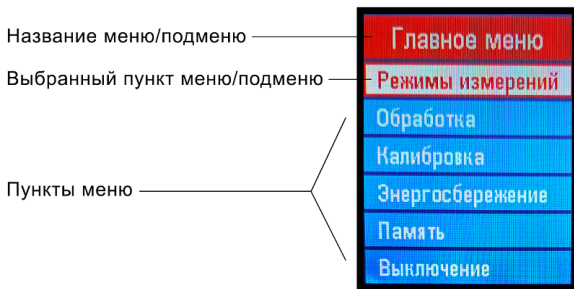 Название меню/подменю
Главное меню
Выбранный пункт меню/подменю
Режимы измерений
Обработка
Калибровка
Пункты меню
Энергосбережение
Память
Выключение